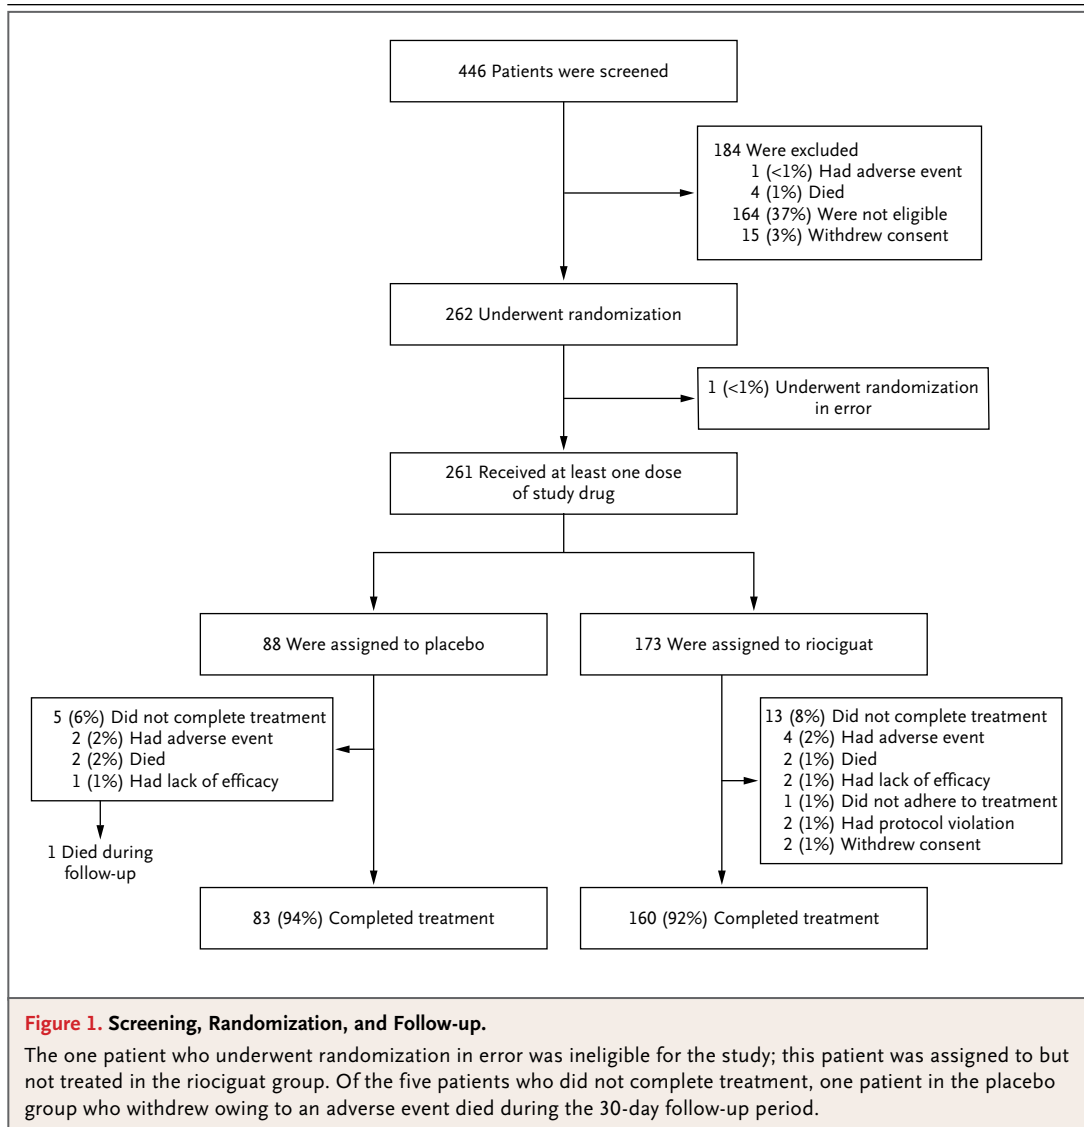 446 Patients were screened
184 Were excluded
1 (<1%) Had adverse event
4 (1%) Died
164 (37%) Were not eligible
15 (3%) Withdrew consent
262 Underwent randomization
1 (<1%) Underwent randomization
in error
261 Received at least one dose
of study drug
88 Were assigned to placebo
173 Were assigned to riociguat
5 (6%) Did not complete treatment
2 (2%) Had adverse event
2 (2%) Died
1 (1%) Had lack of efficacy
13 (8%) Did not complete treatment
4 (2%) Had adverse event
2 (1%) Died
2 (1%) Had lack of efficacy
1 (1%) Did not adhere to treatment
2 (1%) Had protocol violation
2 (1%) Withdrew consent
1 Died during
follow-up
83 (94%) Completed treatment
160 (92%) Completed treatment
Figure 1. Screening, Randomization, and Follow-up.
The one patient who underwent randomization in error was ineligible for the study; this patient was assigned to but
not treated in the riociguat group. Of the five patients who did not complete treatment, one patient in the placebo
group who withdrew owing to an adverse event died during the 30-day follow-up period.